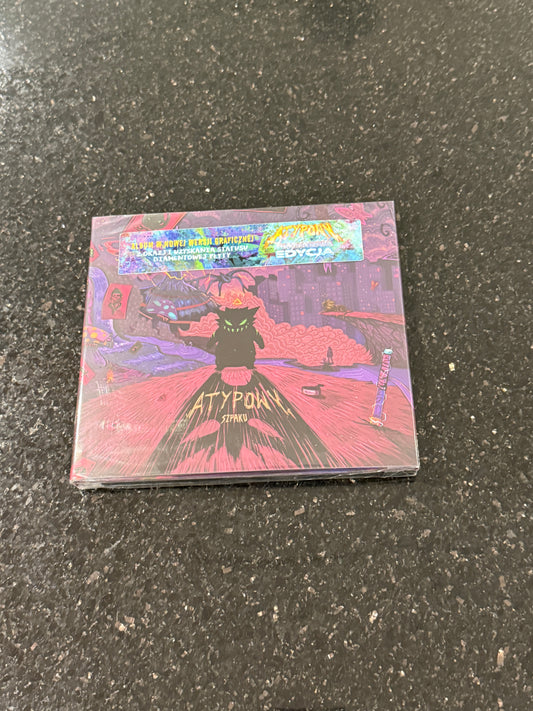 ALBUM W NOWEJ WERSJI GRAFICZNEJ
Z OKAZJI UZYSKANIA STATUSU
DIAMENTOWEJ PŁYTY
ATYPOWY
EDYCJA
ATYPOWY
SZPAKU